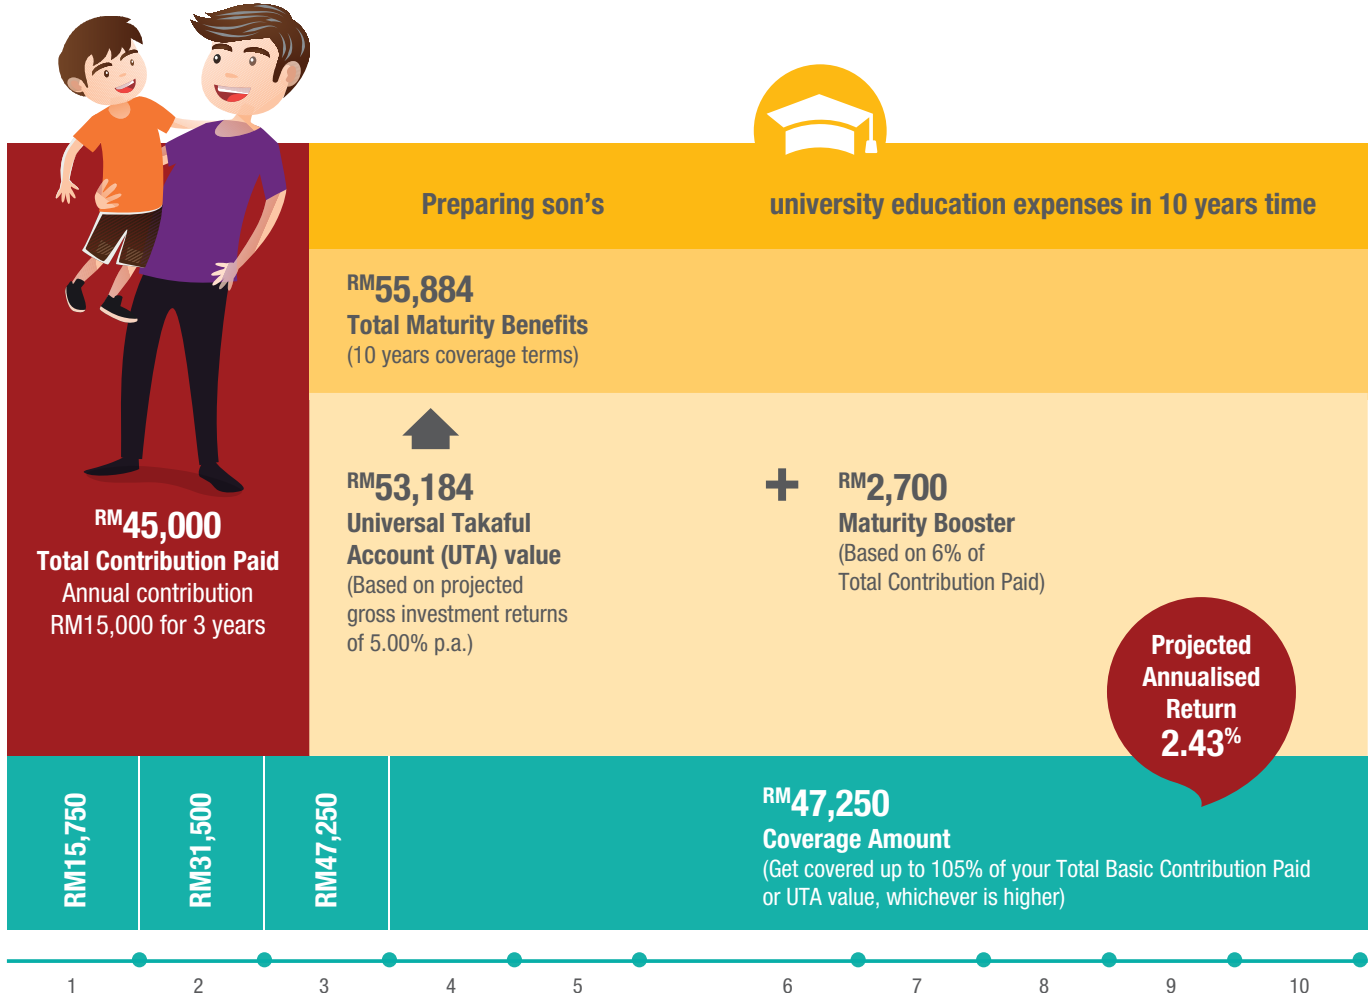 Preparing son's university education expenses in 10 years time
RM55,884
Total Maturity Benefits
(10 years coverage terms)
RM53,184
Universal Takaful
Account (UTA) value
(Based on projected
gross investment returns
of 5.00% p.a.)
+
RM2,700
Maturity Booster
(Based on 6% of
Total Contribution Paid)
RM45,000
Total Contribution Paid
Annual contribution
RM15,000 for 3 years
Projected
Annualised
Return
2.43%
RM15,750
RM31,500
RM47,250
RM47,250
Coverage Amount
(Get covered up to 105% of your Total Basic Contribution Paid
or UTA value, whichever is higher)
1 2 3 4 5 6 7 8 9 10